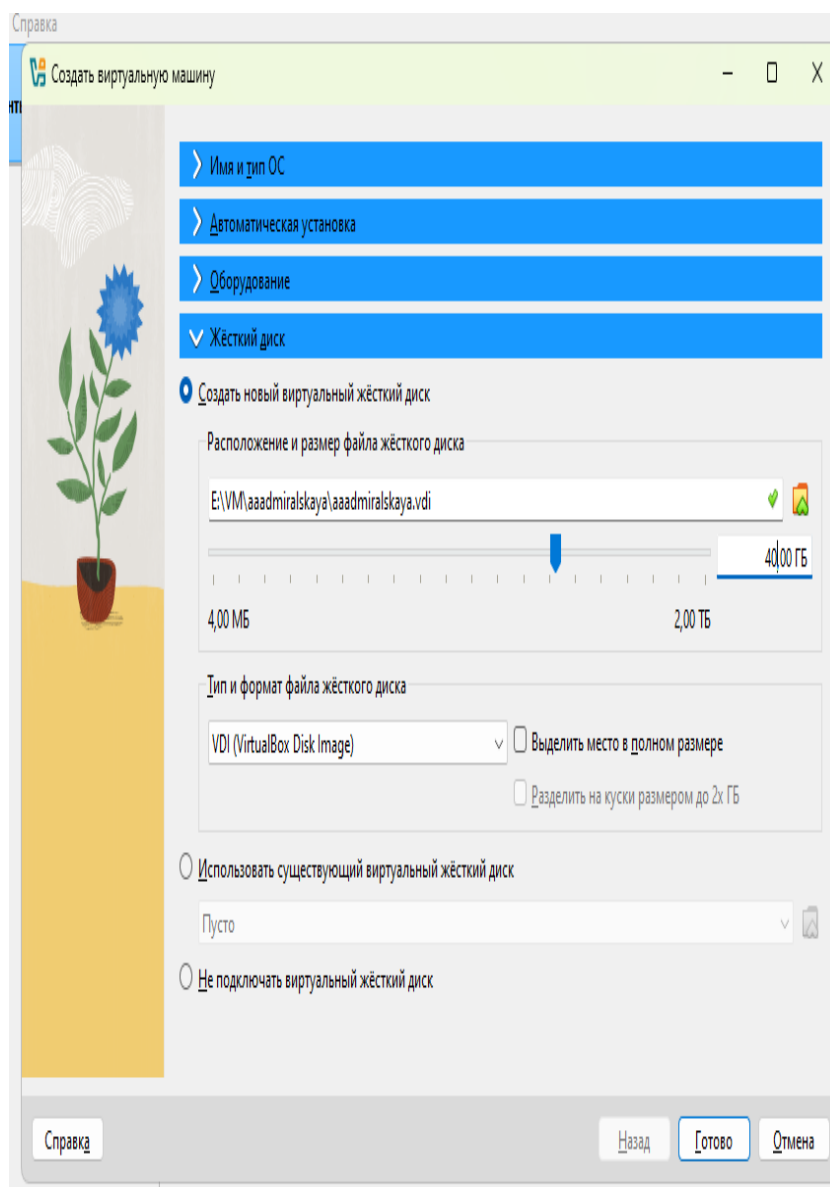 Справка
Создать виртуальную машину
Имя и тип ОС
Автоматическая установка
Оборудование
Жёсткий диск
Создать новый виртуальный жёсткий диск
Расположение и размер файла жёсткого диска
E:\VM\aaadmiralskaya\aaadmiralskaya.vdi
40,00 ГБ
4,00 МБ 2,00 ТБ
Тип и формат файла жёсткого диска
VDI (VirtualBox Disk Image) Выделить место в полном размере
Разделить на куски размером до 2х ГБ
Использовать существующий виртуальный жёсткий диск
Пусто
Не подключать виртуальный жёсткий диск
Справка Назад Готово Отмена